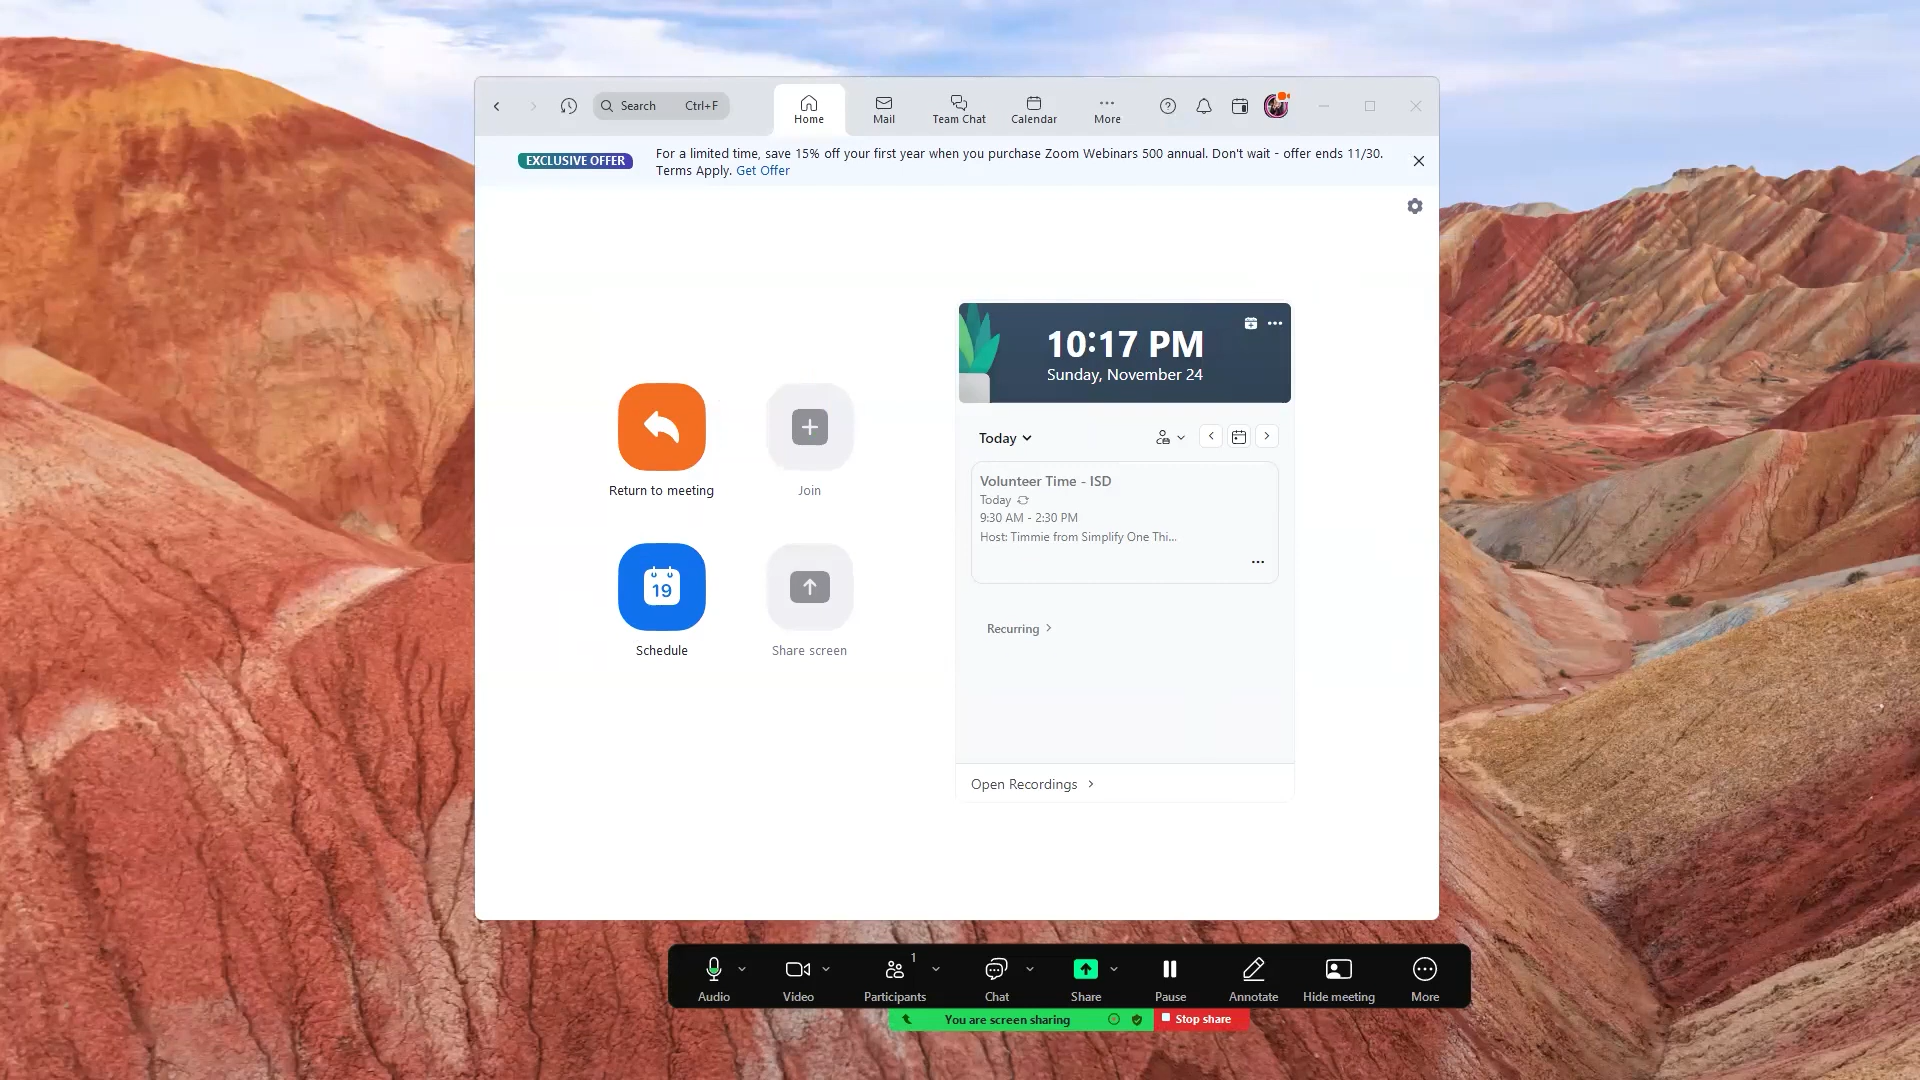 Search Ctrl+F
Home
Mail
Team Chat
Calendar
More
EXCLUSIVE OFFER
For a limited time, save 15% off your first year when you purchase Zoom Webinars 500 annual. Don't wait - offer ends 11/30.
Terms Apply. Get Offer
10:17 PM
Sunday, November 24
Return to meeting
Join
19
Schedule
Share screen
Today
Volunteer Time - ISD
Today
9:30 AM - 2:30 PM
Host: Timmie from Simplify One Thi...
Recurring
Open Recordings
1
Audio
Video
Participants
Chat
Share
Pause
Annotate
Hide meeting
More
You are screen sharing
Stop share